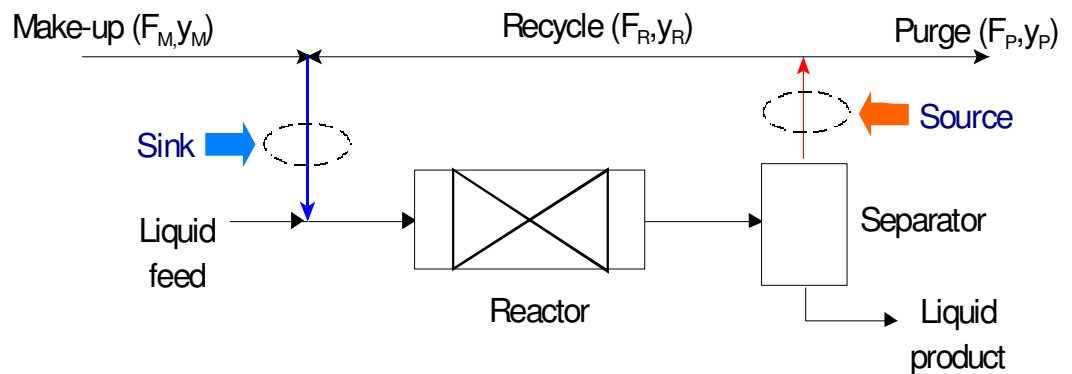 Make-up (F_M,y_M)
Recycle (F_R,y_R)
Purge (F_P,y_P)
Sink
Source
Liquid
feed
Reactor
Separator
Liquid
product